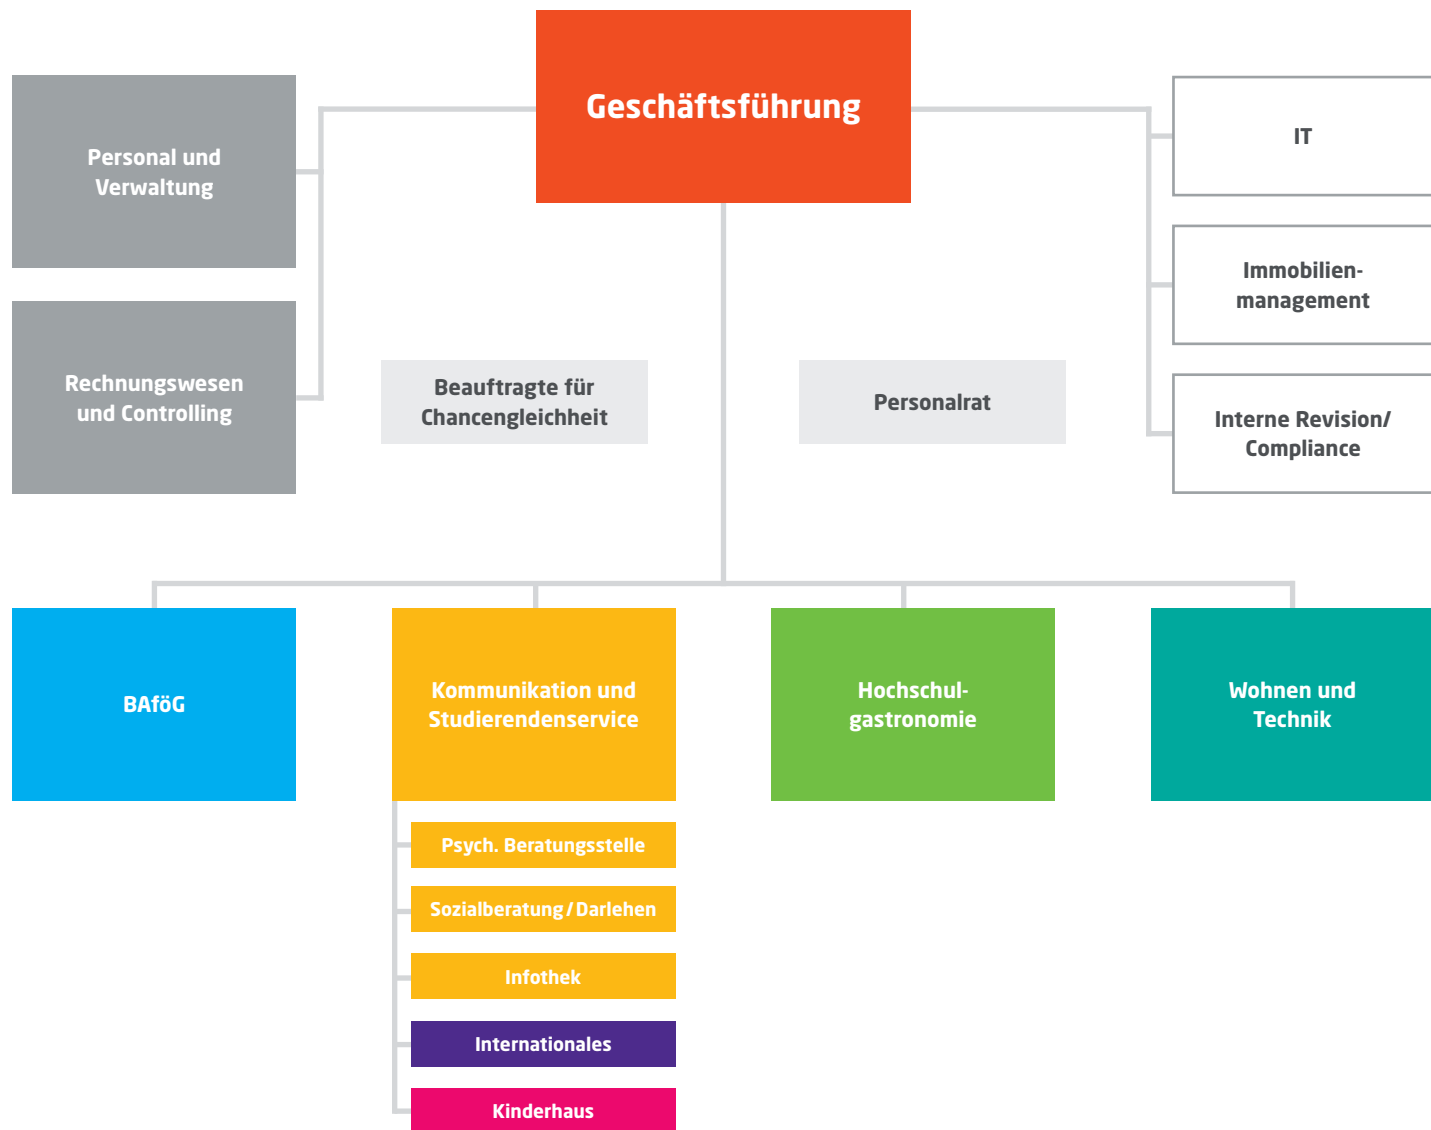 Geschäftsführung
Personal und
Verwaltung
IT
Immobilien-
management
Rechnungswesen
und Controlling
Beauftragte für
Chancengleichheit
Personalrat
Interne Revision/
Compliance
BAföG
Kommunikation und
Studierendenservice
Hochschul-
gastronomie
Wohnen und
Technik
Psych. Beratungsstelle
Sozialberatung/Darlehen
Infothek
Internationales
Kinderhaus